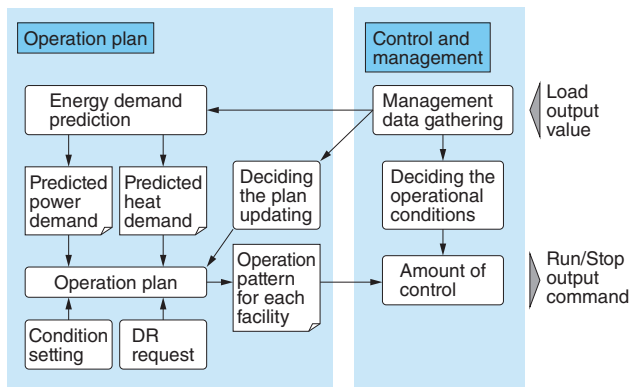 Operation plan
Control and
management
Energy demand
prediction
Management
data gathering
Load
output
value
Predicted
power
demand
Predicted
heat
demand
Deciding
the plan
updating
Deciding the
operational
conditions
Operation plan
Operation
pattern
for each
facility
Amount of
control
Run/Stop
output
command
Condition
setting
DR
request